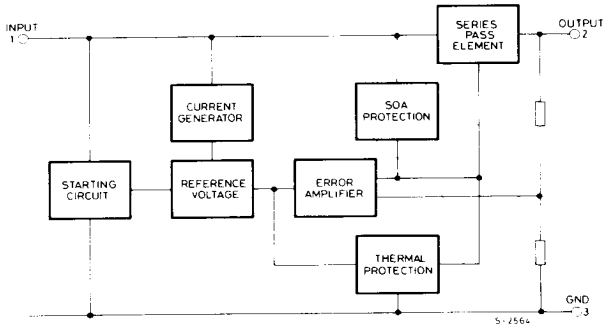 INPUT
1
SERIES
PASS
ELEMENT
OUTPUT
2
CURRENT
GENERATOR
SOA
PROTECTION
STARTING
CIRCUIT
REFERENCE
VOLTAGE
ERROR
AMPLIFIER
THERMAL
PROTECTION
GND
3
S-2564